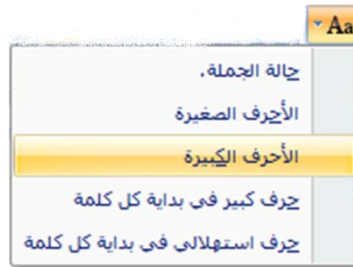 Aa
حالة الجملة.
الأحرف الصغيرة
الأحرف الكبيرة
حرف كبير في بداية كل كلمة
حرف استهلالي في بداية كل كلمة